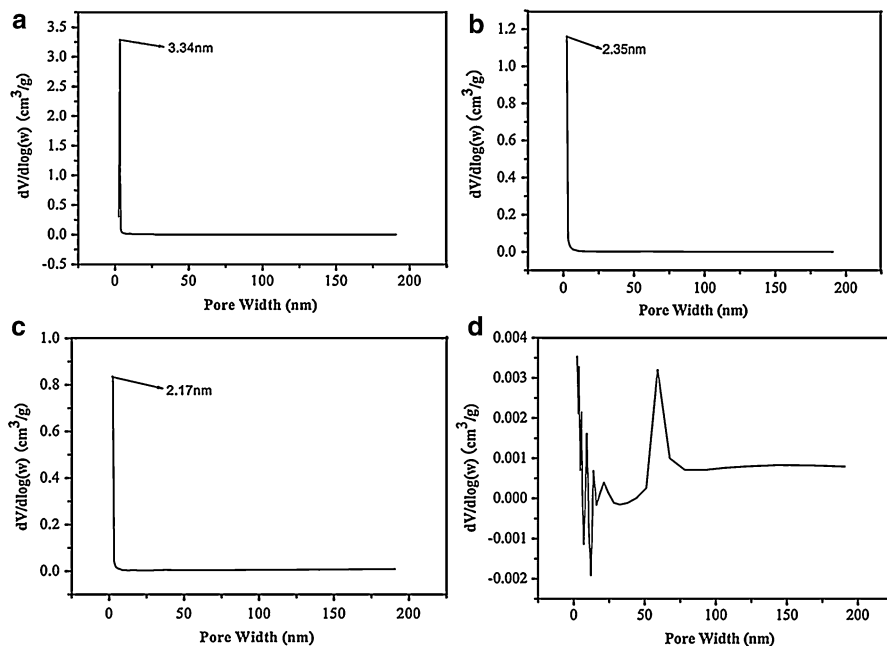 a
3.5
3.0
2.5
2.0
1.5
1.0
0.5
0.0
-0.5
dV/dlog(w) (cm³/g)
3.34nm
0 50 100 150 200
Pore Width (nm)
b
1.2
1.0
0.8
0.6
0.4
0.2
0.0
dV/dlog(w) (cm³/g)
2.35nm
0 50 100 150 200
Pore Width (nm)
c
1.0
0.8
0.6
0.4
0.2
0.0
dV/dlog(w) (cm³/g)
2.17nm
0 50 100 150 200
Pore Width (nm)
d
0.004
0.003
0.002
0.001
0.000
-0.001
-0.002
dV/dlog(w) (cm³/g)
0 50 100 150 200
Pore Width (nm)